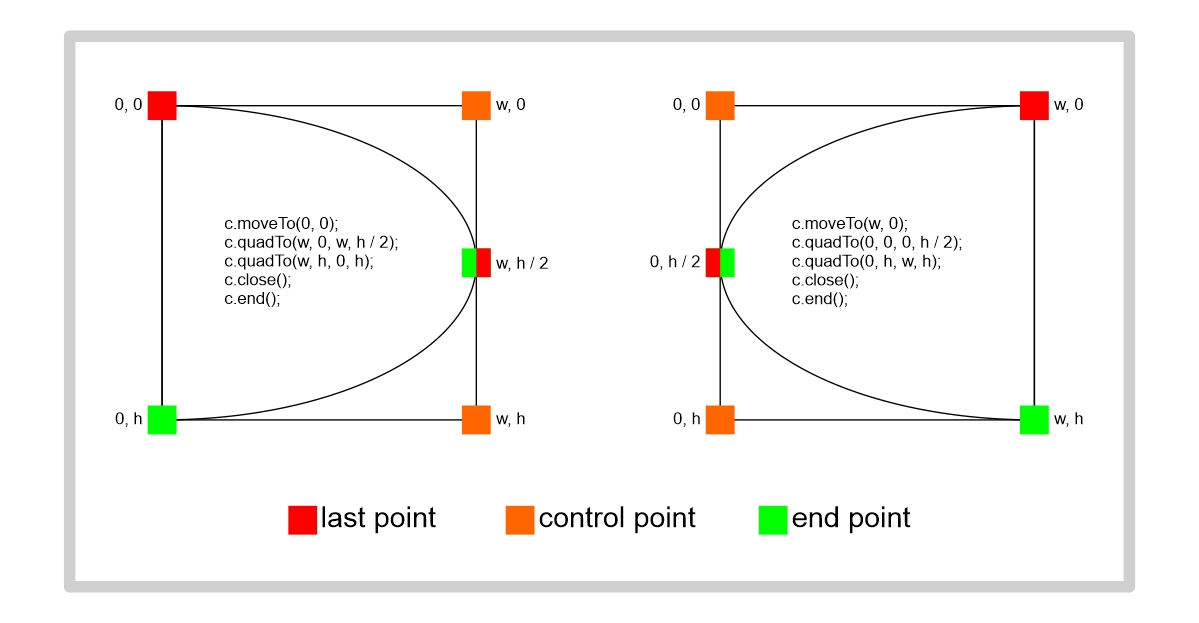 0, 0
w, 0
c.moveTo(0, 0);
c.quadTo(w, 0, w, h / 2);
c.quadTo(w, h, 0, h);
c.close();
c.end();
w, h / 2
0, h
w, h
0, 0
w, 0
0, h / 2
c.moveTo(w, 0);
c.quadTo(0, 0, 0, h / 2);
c.quadTo(0, h, w, h);
c.close();
c.end();
0, h
w, h
last point
control point
end point